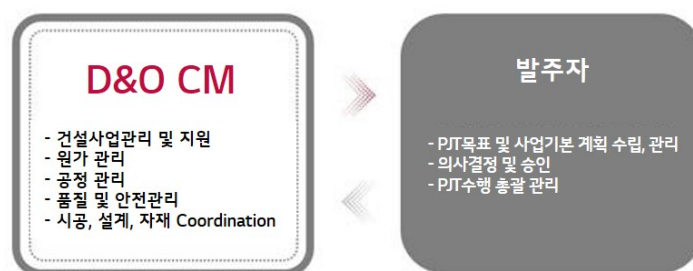 D&O CM
- 건설사업관리 및 지원
- 원가 관리
- 공정 관리
- 품질 및 안전관리
- 시공, 설계, 자재 Coordination
발주자
- PJT목표 및 사업기본 계획 수립, 관리
- 의사결정 및 승인
- PJT수행 총괄 관리